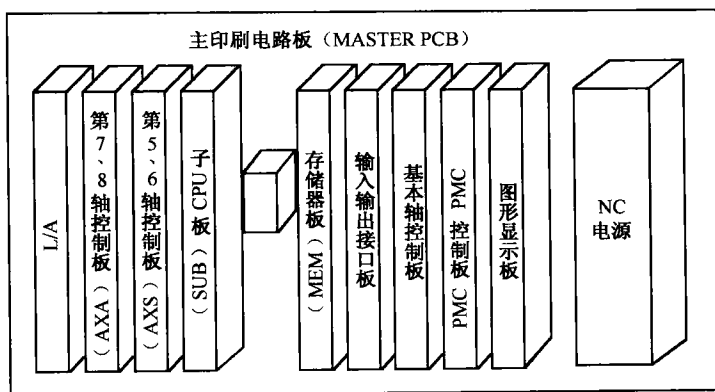 主印刷电路板（MASTER PCB）
L/A
第7、8轴控制板（AXA）
第5、6轴控制板（AXS）
子CPU板（SUB）
存储器板（MEM）
输入输出接口板
基本轴控制板
PMC控制板PMC
图形显示板
NC
电源